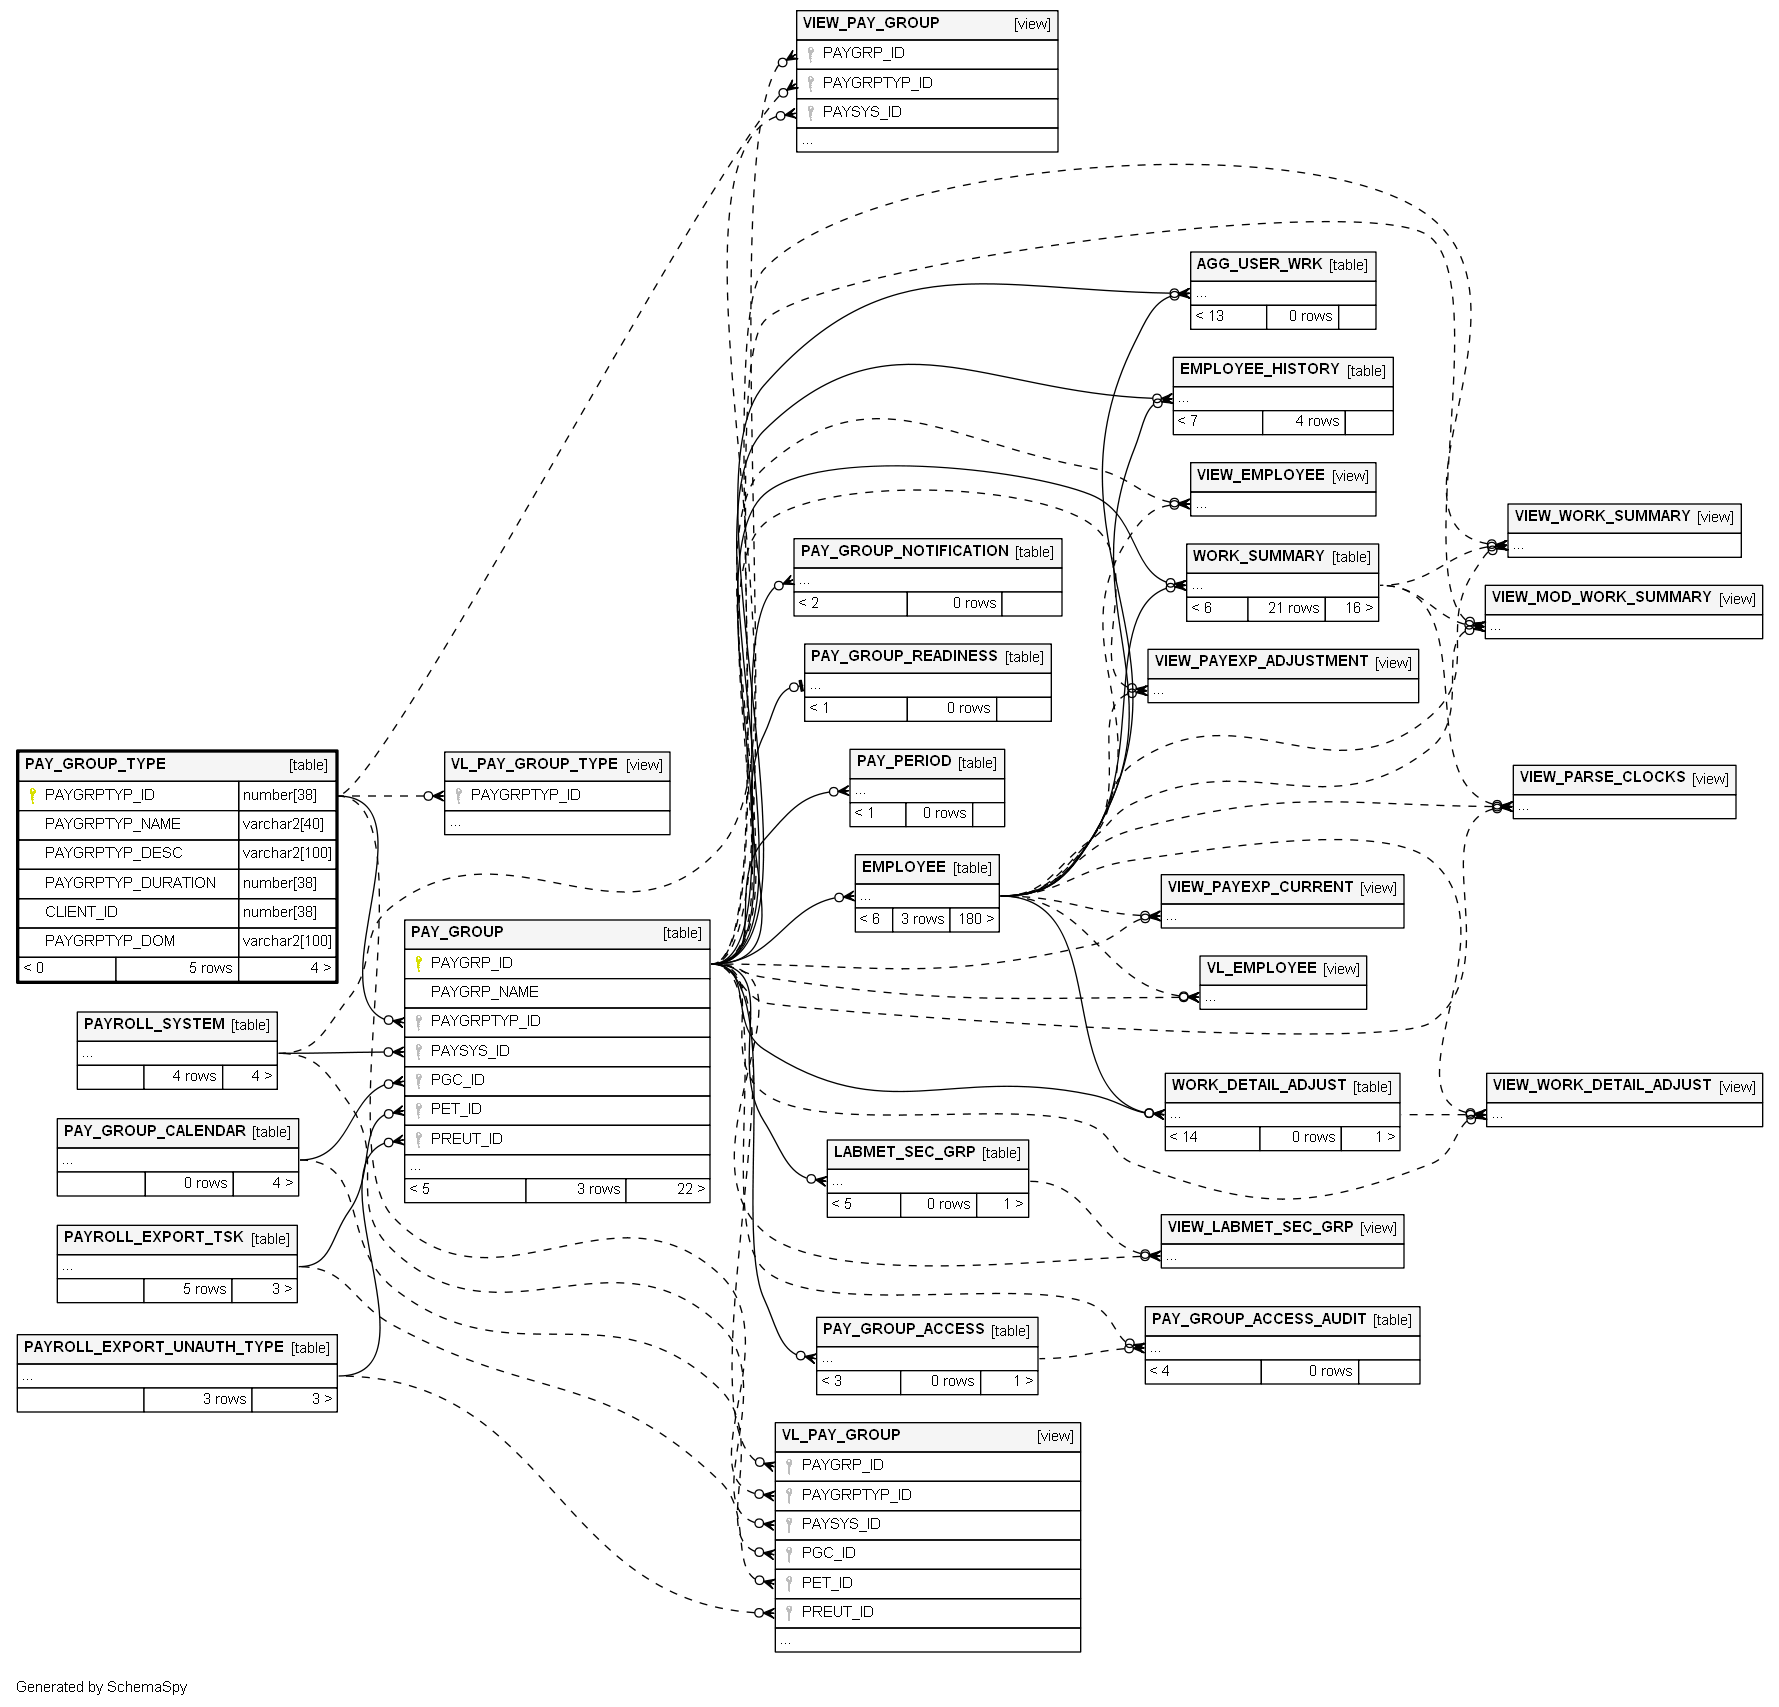 VIEW_PAY_GROUP [view]
PAYGRP_ID
PAYGRPTYP_ID
PAYSYS_ID
...
AGG_USER_WRK [table]
...
< 13 0 rows
EMPLOYEE_HISTORY [table]
...
< 7 4 rows
VIEW_EMPLOYEE [view]
...
VIEW_WORK_SUMMARY [view]
...
PAY_GROUP_NOTIFICATION [table]
...
< 2 0 rows
WORK_SUMMARY [table]
...
< 6 21 rows 16 >
VIEW_MOD_WORK_SUMMARY [view]
...
PAY_GROUP_READINESS [table]
...
< 1 0 rows
VIEW_PAYEXP_ADJUSTMENT [view]
...
PAY_GROUP_TYPE [table]
PAYGRPTYP_ID number[38]
PAYGRPTYP_NAME varchar2[40]
PAYGRPTYP_DESC varchar2[100]
PAYGRPTYP_DURATION number[38]
CLIENT_ID number[38]
PAYGRPTYP_DOM varchar2[100]
< 0 5 rows 4 >
VL_PAY_GROUP_TYPE [view]
PAYGRPTYP_ID
...
PAY_PERIOD [table]
...
< 1 0 rows
VIEW_PARSE_CLOCKS [view]
...
EMPLOYEE [table]
...
< 6 3 rows 180 >
VIEW_PAYEXP_CURRENT [view]
...
PAY_GROUP [table]
PAYGRP_ID
PAYGRP_NAME
PAYGRPTYP_ID
PAYSYS_ID
PGC_ID
PET_ID
PREUT_ID
...
< 5 3 rows 22 >
VL_EMPLOYEE [view]
...
PAYROLL_SYSTEM [table]
...
4 rows 4 >
WORK_DETAIL_ADJUST [table]
...
< 14 0 rows 1 >
VIEW_WORK_DETAIL_ADJUST [view]
...
PAY_GROUP_CALENDAR [table]
...
0 rows 4 >
LABMET_SEC_GRP [table]
...
< 5 0 rows 1 >
VIEW_LABMET_SEC_GRP [view]
...
PAYROLL_EXPORT_TSK [table]
...
5 rows 3 >
PAY_GROUP_ACCESS [table]
...
< 3 0 rows 1 >
PAY_GROUP_ACCESS_AUDIT [table]
...
< 4 0 rows
PAYROLL_EXPORT_UNAUTH_TYPE [table]
...
3 rows 3 >
VL_PAY_GROUP [view]
PAYGRP_ID
PAYGRPTYP_ID
PAYSYS_ID
PGC_ID
PET_ID
PREUT_ID
...
Generated by SchemaSpy